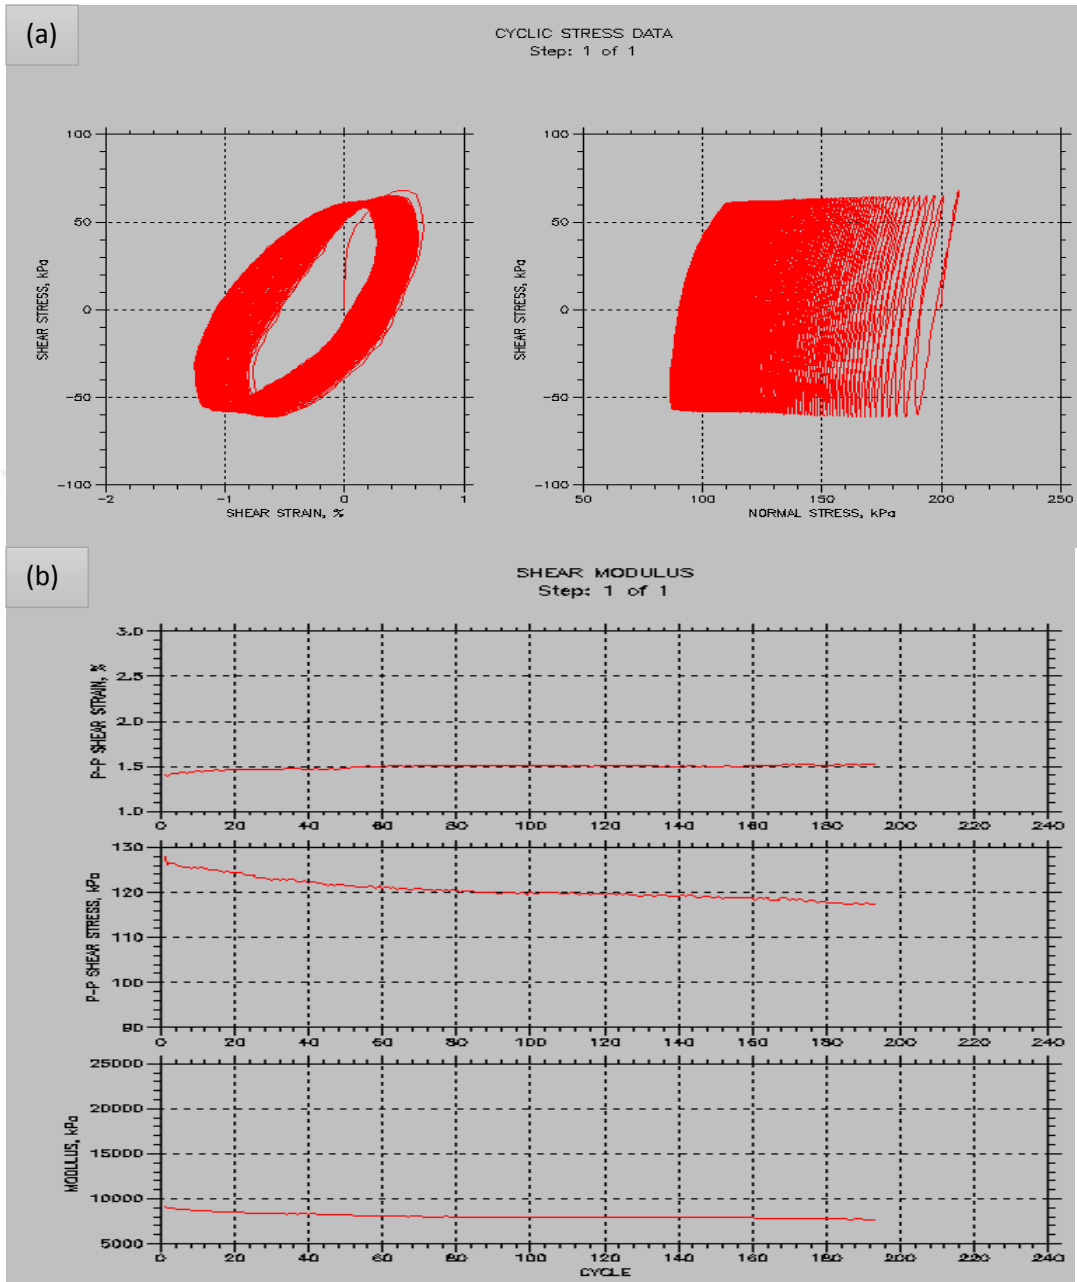 (a)
CYCLIC STRESS DATA
Step: 1 of 1
100
50
0
-50
-100
SHEAR STRESS, kPa
-2
-1
0
1
SHEAR STRAIN, %
100
50
0
-50
-100
SHEAR STRESS, kPa
50
100
150
200
250
NORMAL STRESS, kPa
(b)
SHEAR MODULUS
Step: 1 of 1
3.0
2.5
2.0
1.5
1.0
P-P SHEAR STRAIN, %
0 20 40 60 80 100 120 140 160 180 200 220 240
130
120
110
100
90
P-P SHEAR STRESS, kPa
0 20 40 60 80 100 120 140 160 180 200 220 240
25000
20000
15000
10000
5000
MODULUS, kPa
0 20 40 60 80 100 120 140 160 180 200 220 240
CYCLE